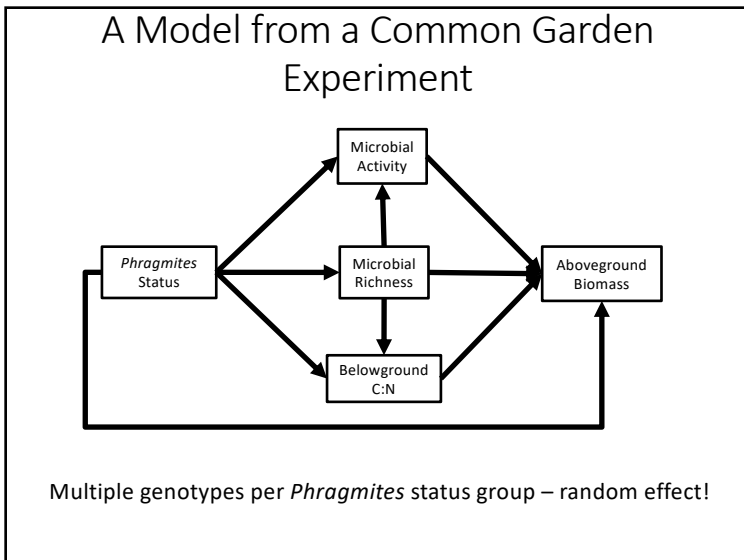 A Model from a Common Garden
Experiment
Microbial
Activity
Phragmites
Status
Microbial
Richness
Aboveground
Biomass
Belowground
C:N
Multiple genotypes per Phragmites status group – random effect!